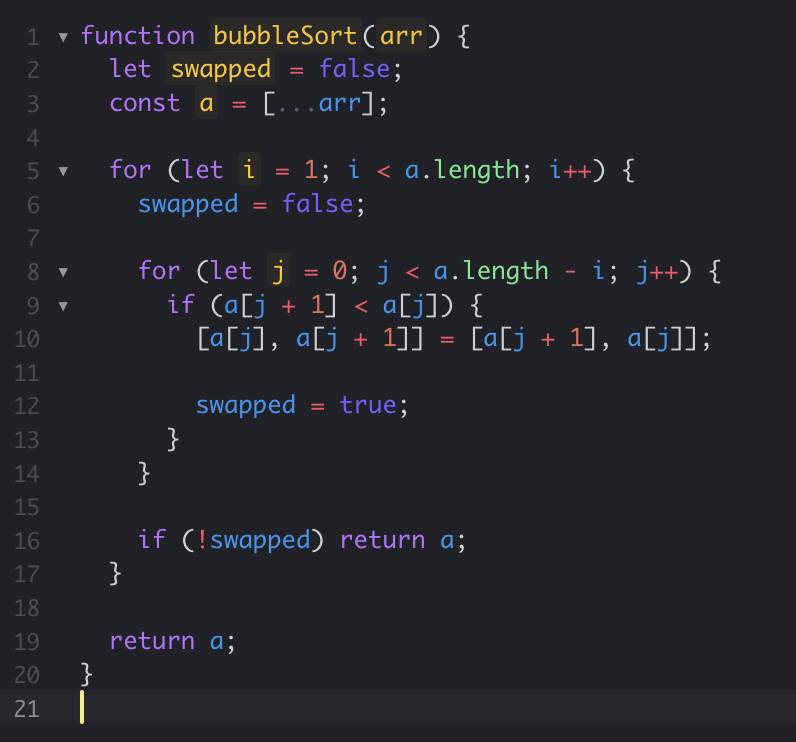 1 ▼ function bubbleSort(arr) {
2 let swapped = false;
3 const a = [...arr];
4
5 ▼ for (let i = 1; i < a.length; i++) {
6 swapped = false;
7
8 ▼ for (let j = 0; j < a.length - i; j++) {
9 ▼ if (a[j + 1] < a[j]) {
10 [a[j], a[j + 1]] = [a[j + 1], a[j]];
11
12 swapped = true;
13 }
14 }
15
16 if (!swapped) return a;
17 }
18
19 return a;
20 }
21